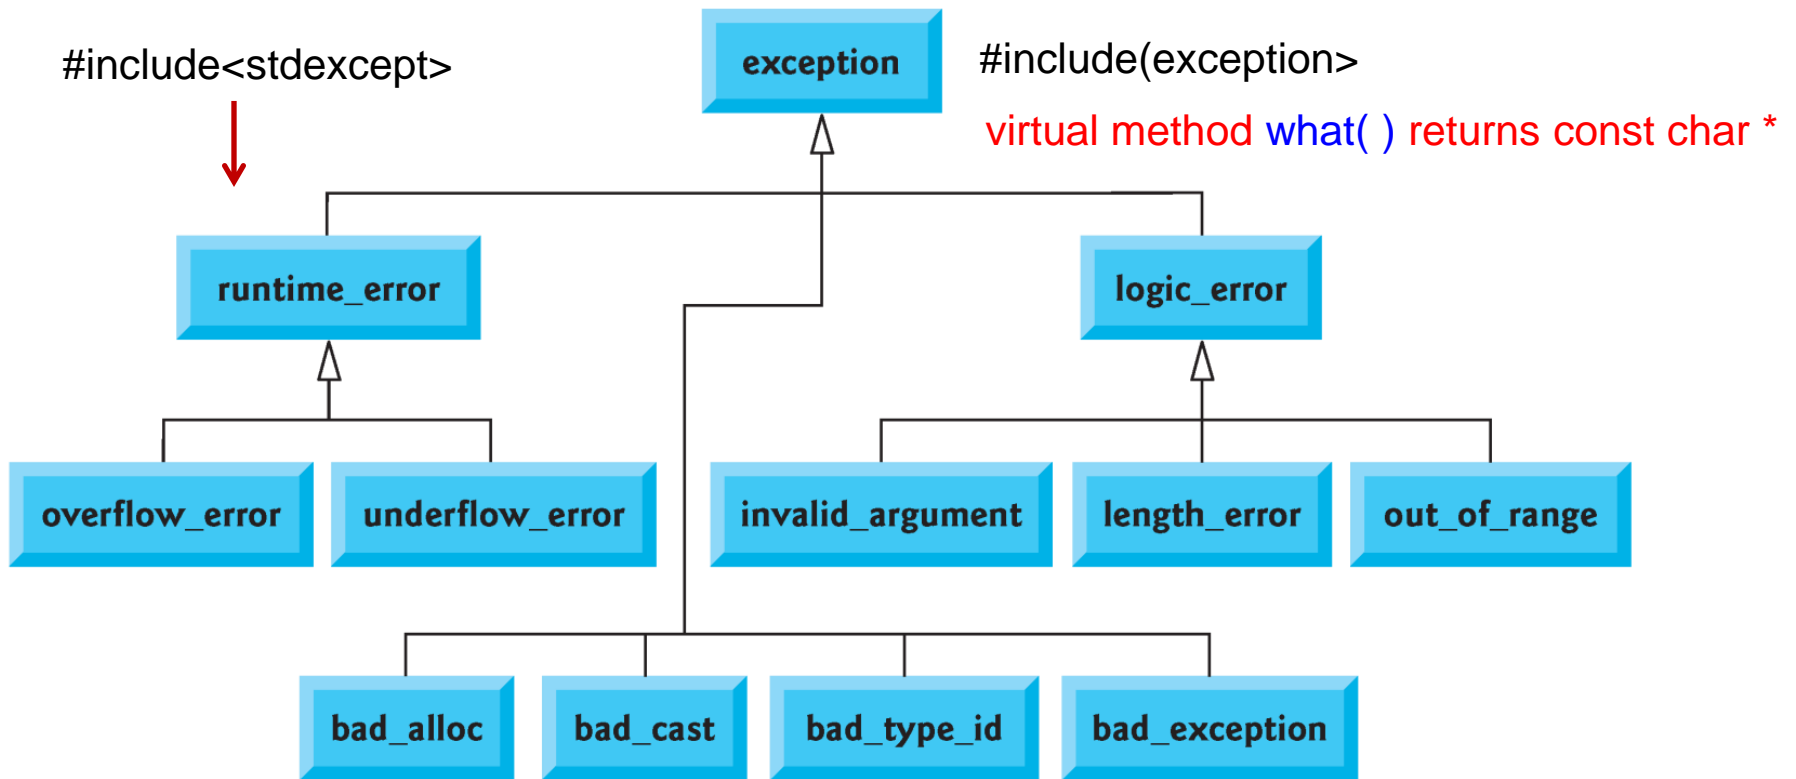 #include<stdexcept>
exception
#include(exception>
virtual method what( ) returns const char *
runtime_error
logic_error
overflow_error
underflow_error
invalid_argument
length_error
out_of_range
bad_alloc
bad_cast
bad_type_id
bad_exception